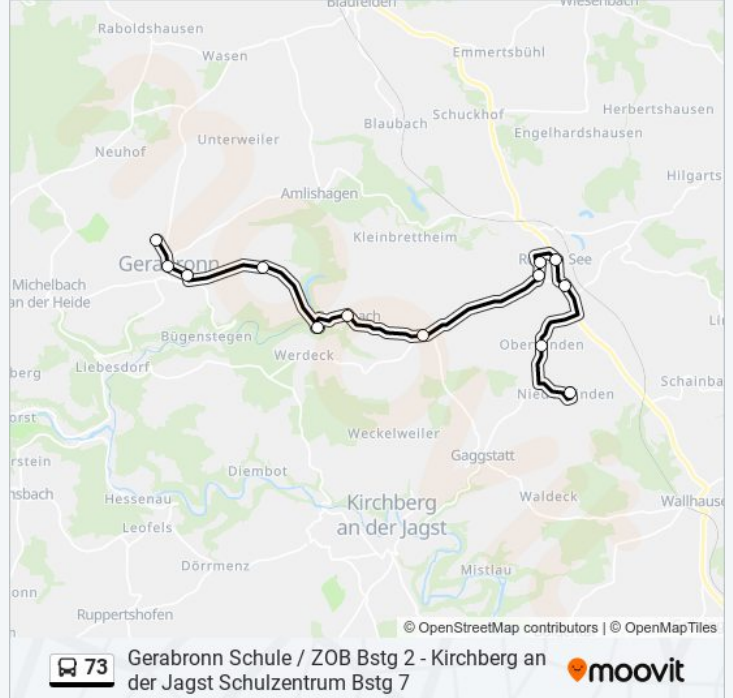 Blaufelden
Wiesenbach
Raboldshausen
Wasen
Emmertsbühl
Schuckhof
Herbertshausen
Blaubach
Engelhardshausen
Unterweiler
Neuhof
Hilgarts
Amlishagen
Kleinbrettheim
Gerabronn
See
Michelbach
an der Heide
ach
Bügenstegen
Werdeck
Liebesdorf
berg
Schainba
orst
Weckelweiler
Gaggstatt
rstein
Diembot
nsbach
Hessenau
Waldeck
Wallhause
Kirchberg
an der Jagst
Leofels
Dörrmenz
Mistlau
onn
Ruppertshofen
© OpenStreetMap contributors | © OpenMapTiles
73
Gerabronn Schule / ZOB Bstg 2 - Kirchberg an
der Jagst Schulzentrum Bstg 7
moovit